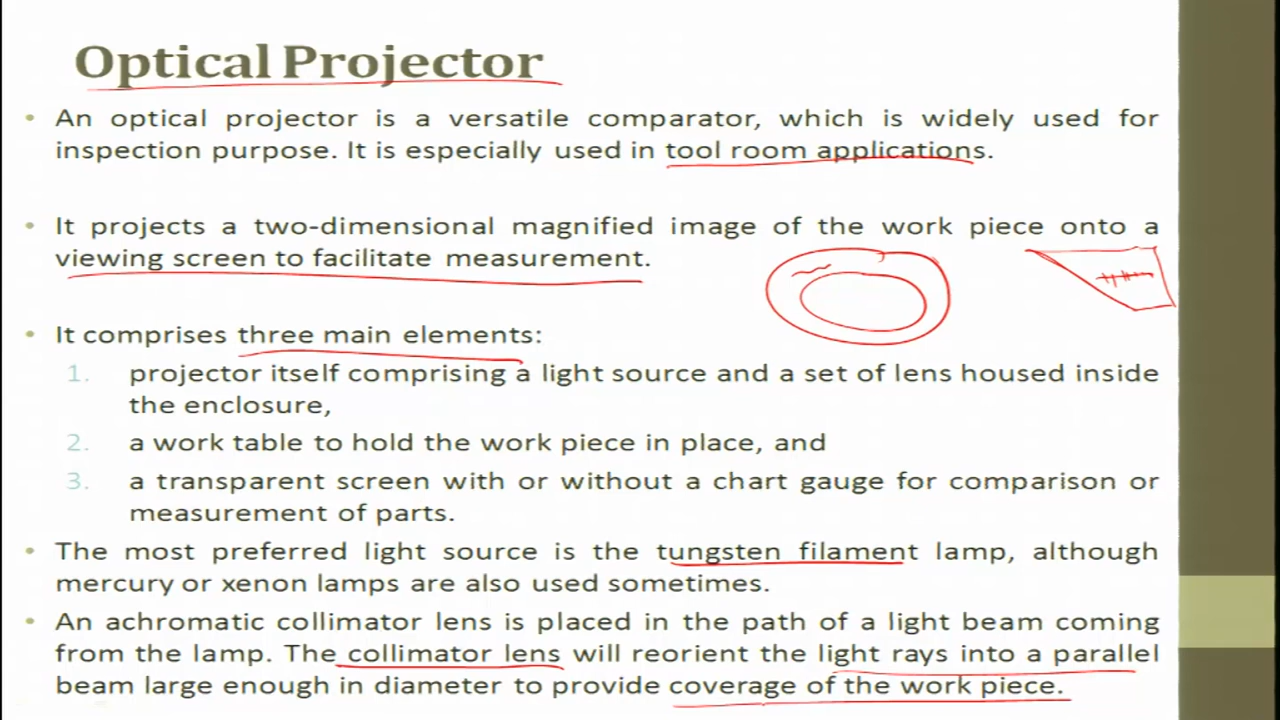 Optical Projector
• An optical projector is a versatile comparator, which is widely used for
inspection purpose. It is especially used in tool room applications.
• It projects a two-dimensional magnified image of the work piece onto a
viewing screen to facilitate measurement.
• It comprises three main elements:
1. projector itself comprising a light source and a set of lens housed inside
the enclosure,
2. a work table to hold the work piece in place, and
3. a transparent screen with or without a chart gauge for comparison or
measurement of parts.
• The most preferred light source is the tungsten filament lamp, although
mercury or xenon lamps are also used sometimes.
• An achromatic collimator lens is placed in the path of a light beam coming
from the lamp. The collimator lens will reorient the light rays into a parallel
beam large enough in diameter to provide coverage of the work piece.